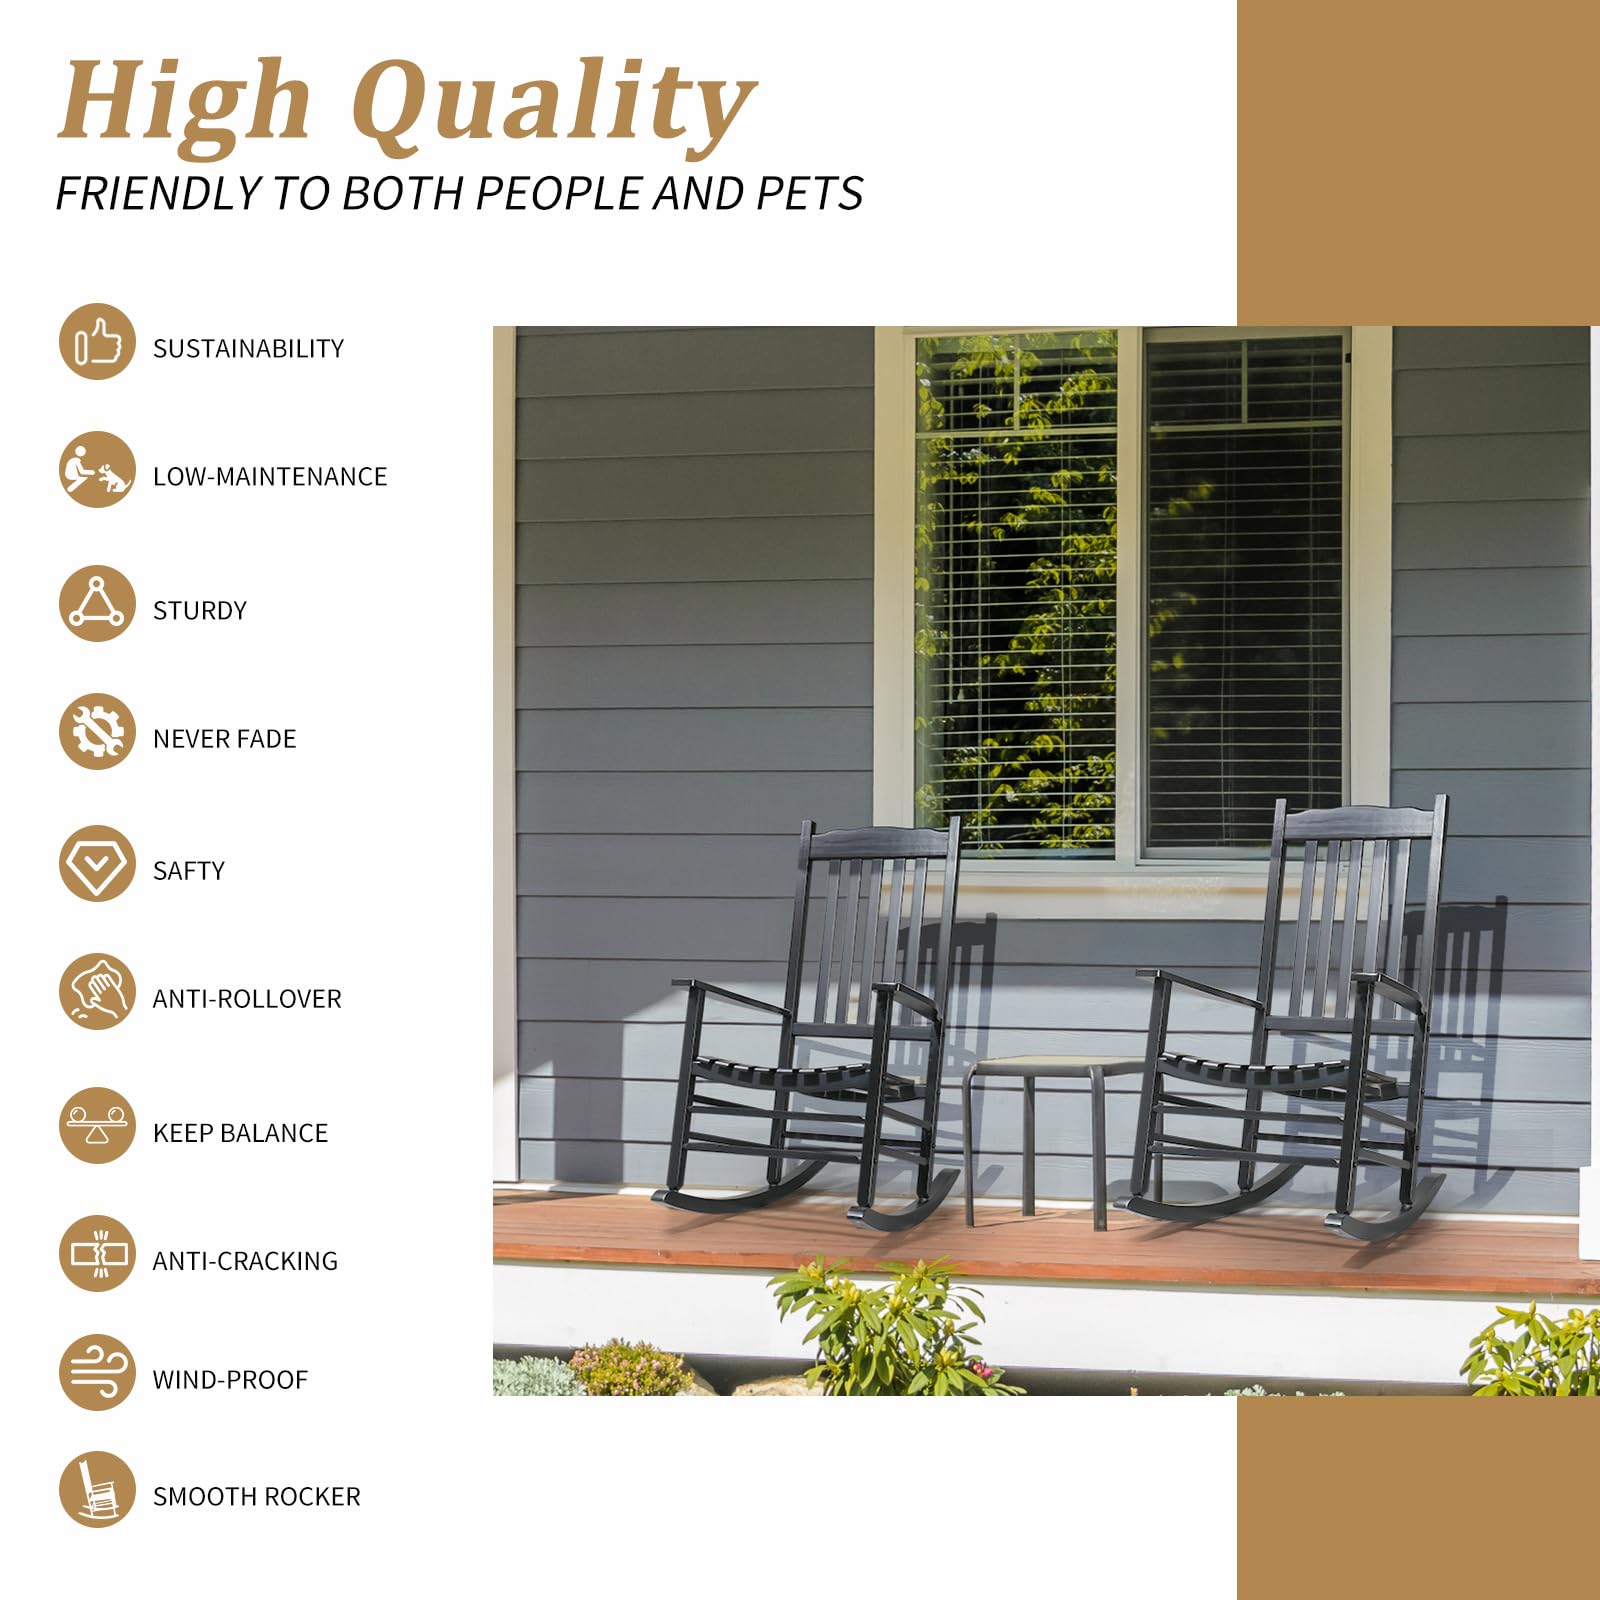 High Quality
FRIENDLY TO BOTH PEOPLE AND PETS
SUSTAINABILITY
LOW-MAINTENANCE
STURDY
NEVER FADE
SAFTY
ANTI-ROLLOVER
KEEP BALANCE
ANTI-CRACKING
WIND-PROOF
SMOOTH ROCKER